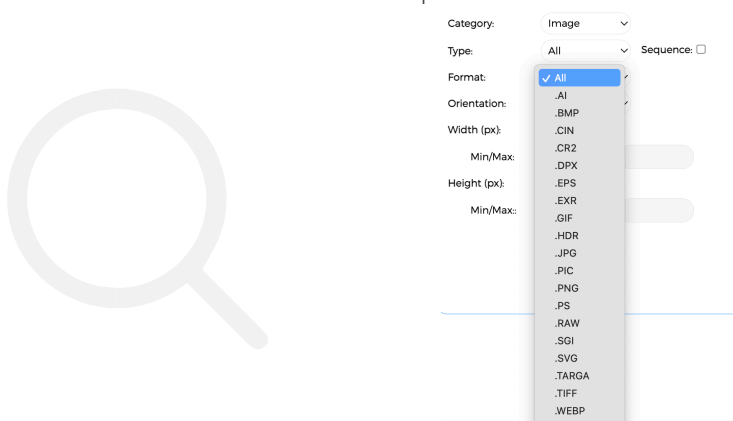 Category: Image
Type: All Sequence:
Format: All
.AI
Orientation:
.BMP
Width (px): .CIN
.CR2
Min/Max:
.DPX
Height (px): .EPS
.EXR
Min/Max::
.GIF
.HDR
.JPG
.PIC
.PNG
.PS
.RAW
.SGI
.SVG
.TARGA
.TIFF
.WEBP